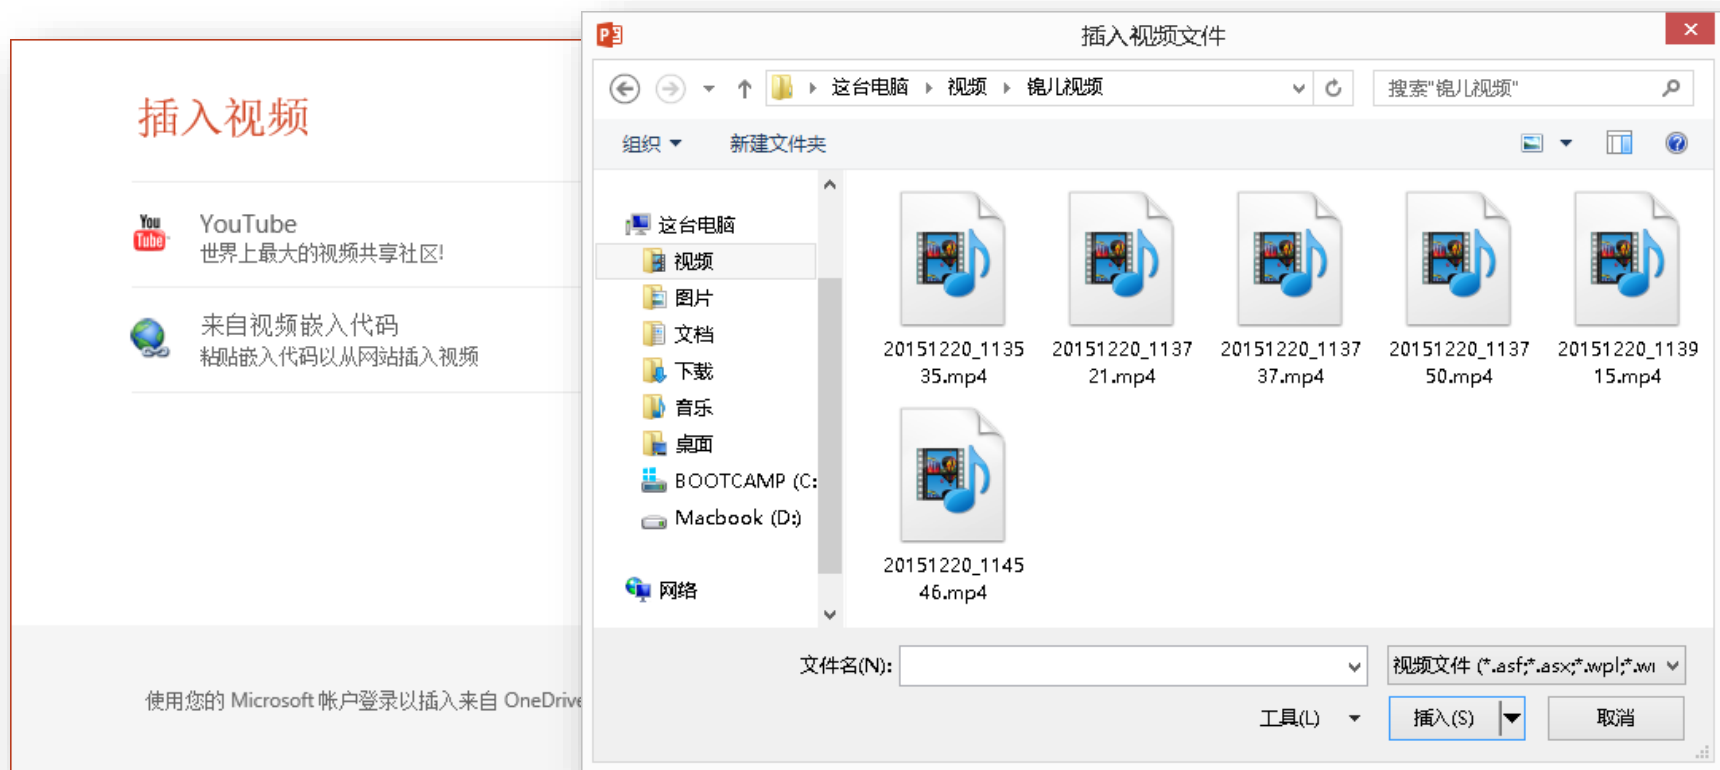 插入视频
You
Tube
YouTube
世界上最大的视频共享社区!
来自视频嵌入代码
粘贴嵌入代码以从网站插入视频
使用您的 Microsoft 帐户登录以插入来自 OneDrive
插入视频文件
这台电脑 视频 锦儿视频
搜索"锦儿视频"
组织 新建文件夹
这台电脑
视频
图片
文档
下载
音乐
桌面
BOOTCAMP (C:
Macbook (D:)
网络
20151220_1135
35.mp4
20151220_1137
21.mp4
20151220_1137
37.mp4
20151220_1137
50.mp4
20151220_1139
15.mp4
20151220_1145
46.mp4
文件名(N):
视频文件 (*.asf;*.asx;*.wpl;*.wm
工具(L)
插入(S)
取消